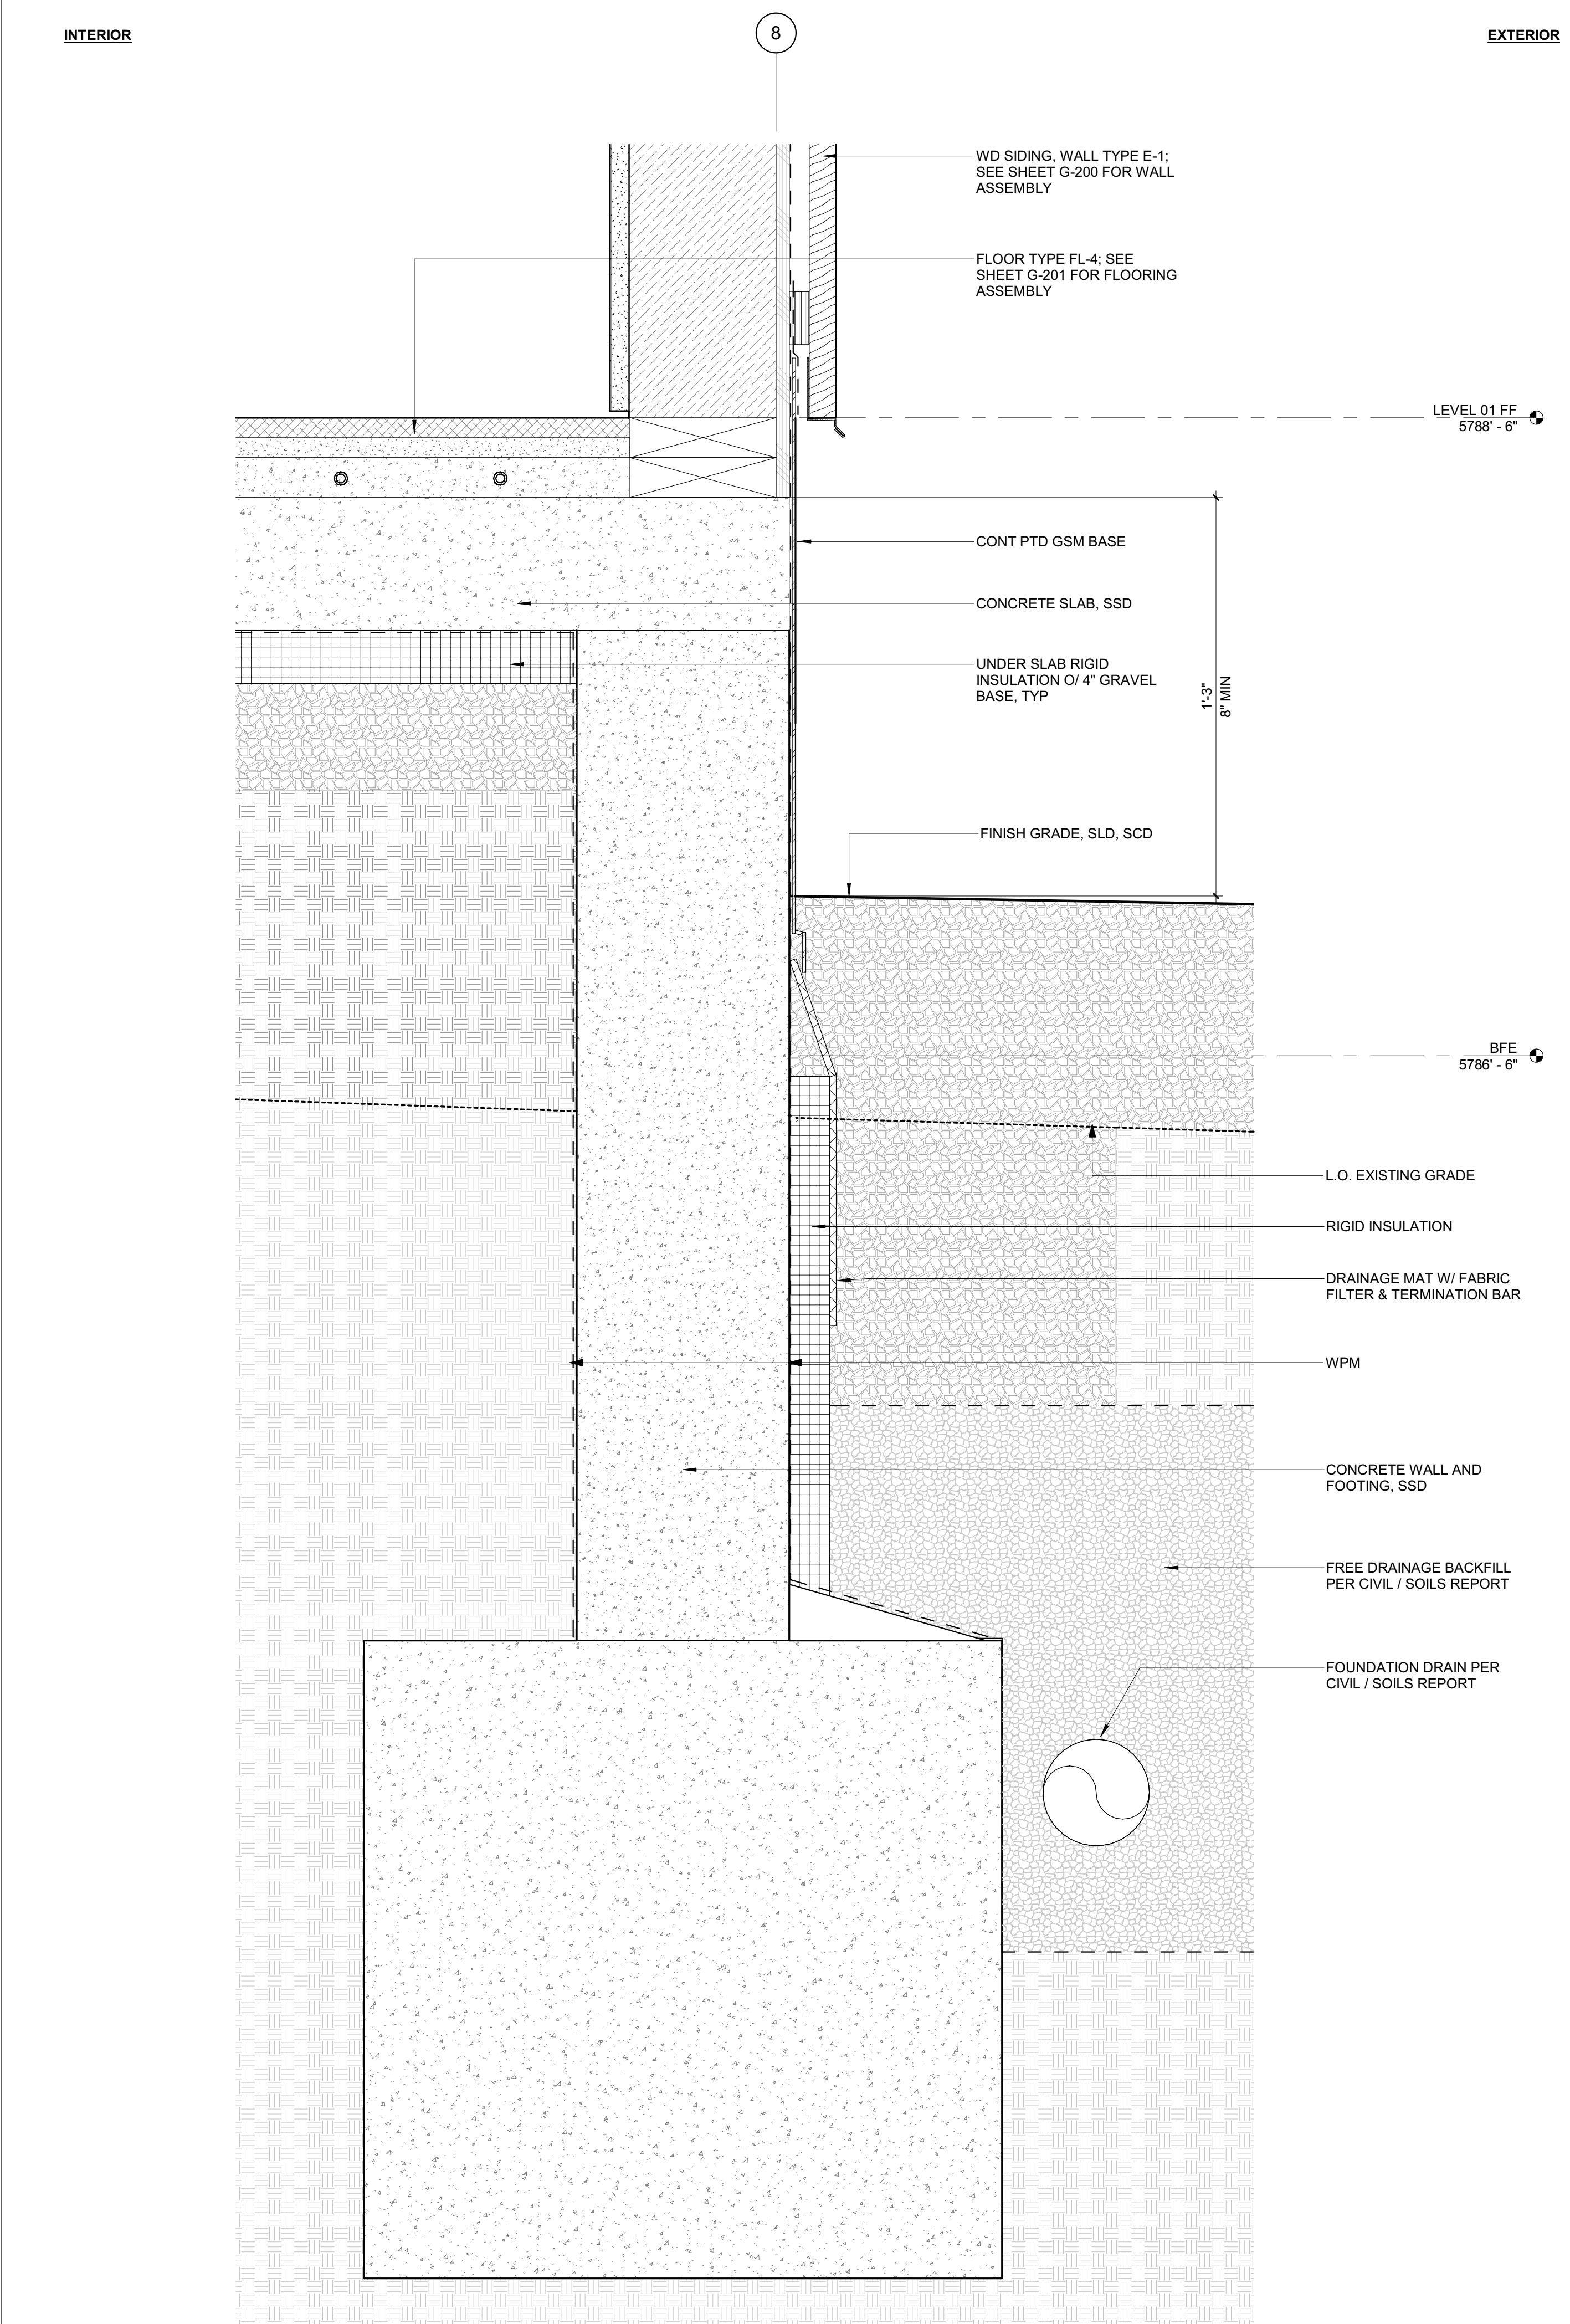 INTERIOR
8
EXTERIOR
WD SIDING, WALL TYPE E-1;
SEE SHEET G-200 FOR WALL
ASSEMBLY
FLOOR TYPE FL-4; SEE
SHEET G-201 FOR FLOORING
ASSEMBLY
LEVEL 01 FF
5788' - 6"
CONT PTD GSM BASE
CONCRETE SLAB, SSD
UNDER SLAB RIGID
INSULATION O/ 4" GRAVEL
BASE, TYP
1'-3"
8" MIN
FINISH GRADE, SLD, SCD
BFE
5786' - 6"
L.O. EXISTING GRADE
RIGID INSULATION
DRAINAGE MAT W/ FABRIC
FILTER & TERMINATION BAR
WPM
CONCRETE WALL AND
FOOTING, SSD
FREE DRAINAGE BACKFILL
PER CIVIL / SOILS REPORT
FOUNDATION DRAIN PER
CIVIL / SOILS REPORT